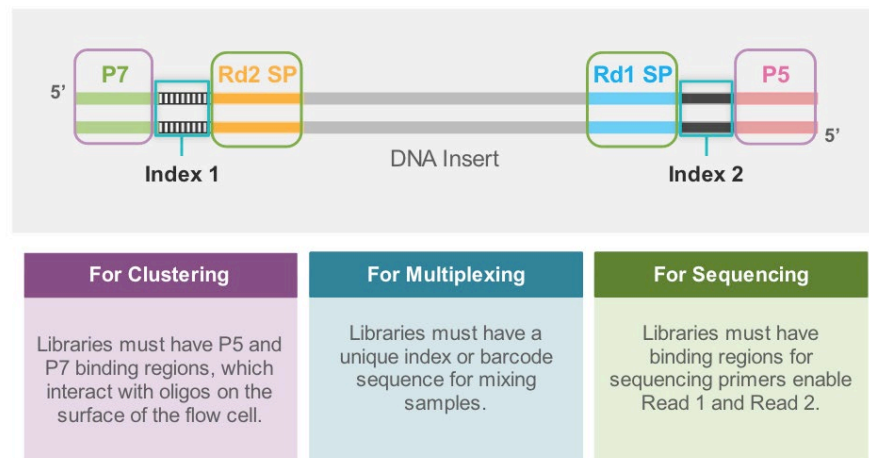 P7
Rd2 SP
Rd1 SP
P5
5’
5’
DNA Insert
Index 1
Index 2
For Clustering
Libraries must have P5 and
P7 binding regions, which
interact with oligos on the
surface of the flow cell.
For Multiplexing
Libraries must have a
unique index or barcode
sequence for mixing
samples.
For Sequencing
Libraries must have
binding regions for
sequencing primers enable
Read 1 and Read 2.